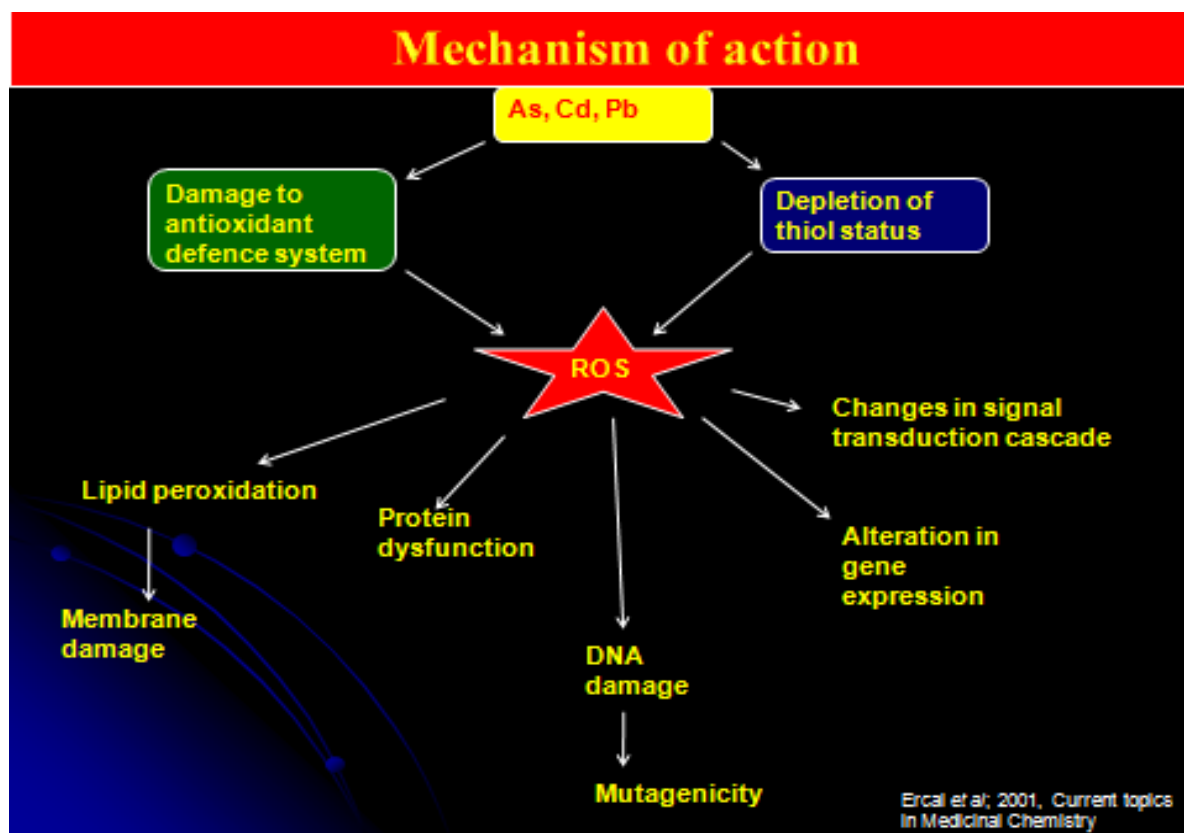 Mechanism of action
As, Cd, Pb
Damage to
antioxidant
defence system
Depletion of
thiol status
ROS
Changes in signal
transduction cascade
Lipid peroxidation
Protein
dysfunction
Alteration in
gene
expression
Membrane
damage
DNA
damage
Mutagenicity
Ercal et al; 2001, Current topics
in Medicinal Chemistry